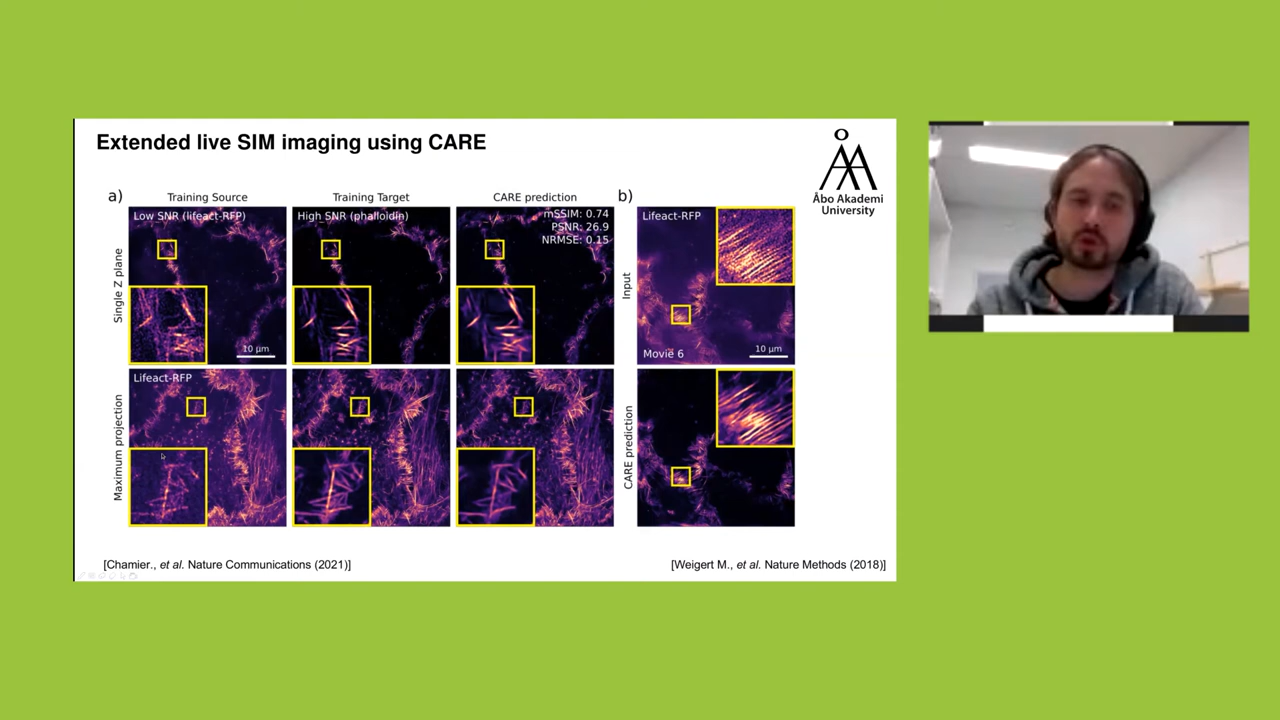 Extended live SIM imaging using CARE
Åbo Akademi
University
a)
Training Source
Training Target
CARE prediction
b)
Single Z plane
Low SNR (lifeact-RFP)
High SNR (phalloidin)
mSSIM: 0.74
PSNR: 26.9
NRMSE: 0.15
10 µm
Input
Lifeact-RFP
Movie 6
10 µm
Maximum projection
Lifeact-RFP
CARE prediction
[Chamier., et al. Nature Communications (2021)]
[Weigert M., et al. Nature Methods (2018)]